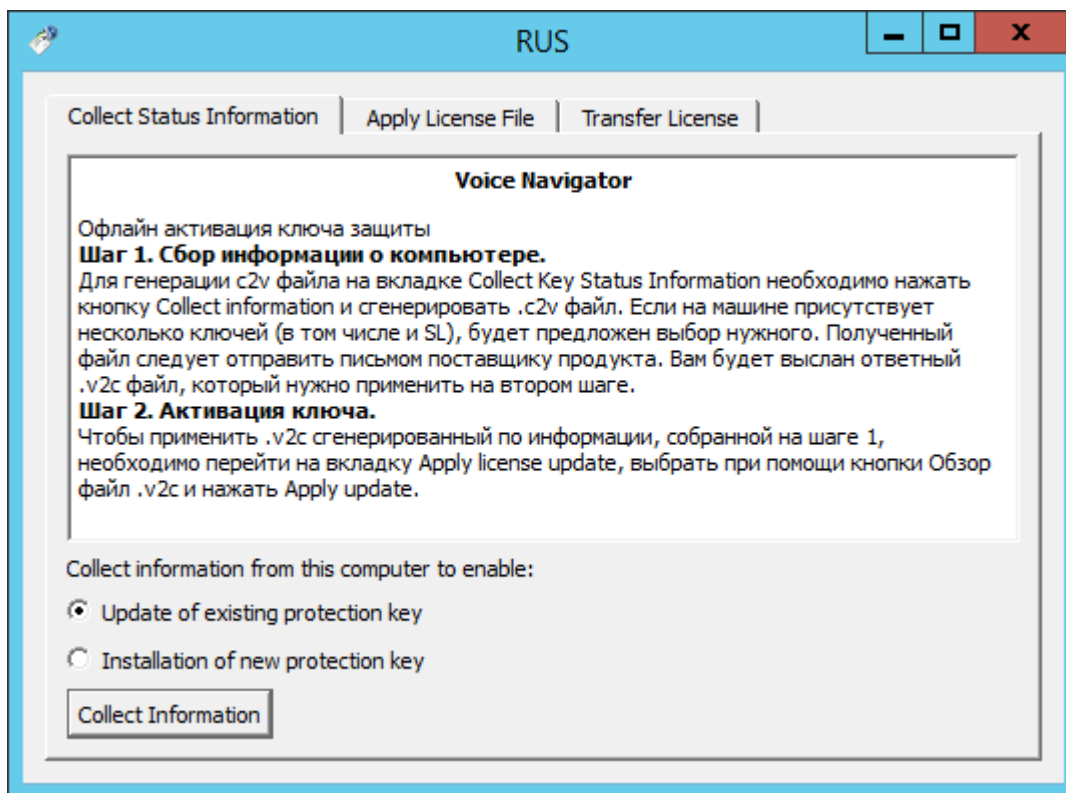 RUS
Collect Status Information
Apply License File
Transfer License
Voice Navigator
Офлайн активация ключа защиты
Шаг 1. Сбор информации о компьютере.
Для генерации c2v файла на вкладке Collect Key Status Information необходимо нажать
кнопку Collect information и сгенерировать .c2v файл. Если на машине присутствует
несколько ключей (в том числе и SL), будет предложен выбор нужного. Полученный
файл следует отправить письмом поставщику продукта. Вам будет выслан ответный
.v2c файл, который нужно применить на втором шаге.
Шаг 2. Активация ключа.
Чтобы применить .v2c сгенерированный по информации, собранной на шаге 1,
необходимо перейти на вкладку Apply license update, выбрать при помощи кнопки Обзор
файл .v2c и нажать Apply update.
Collect information from this computer to enable:
Update of existing protection key
Installation of new protection key
Collect Information